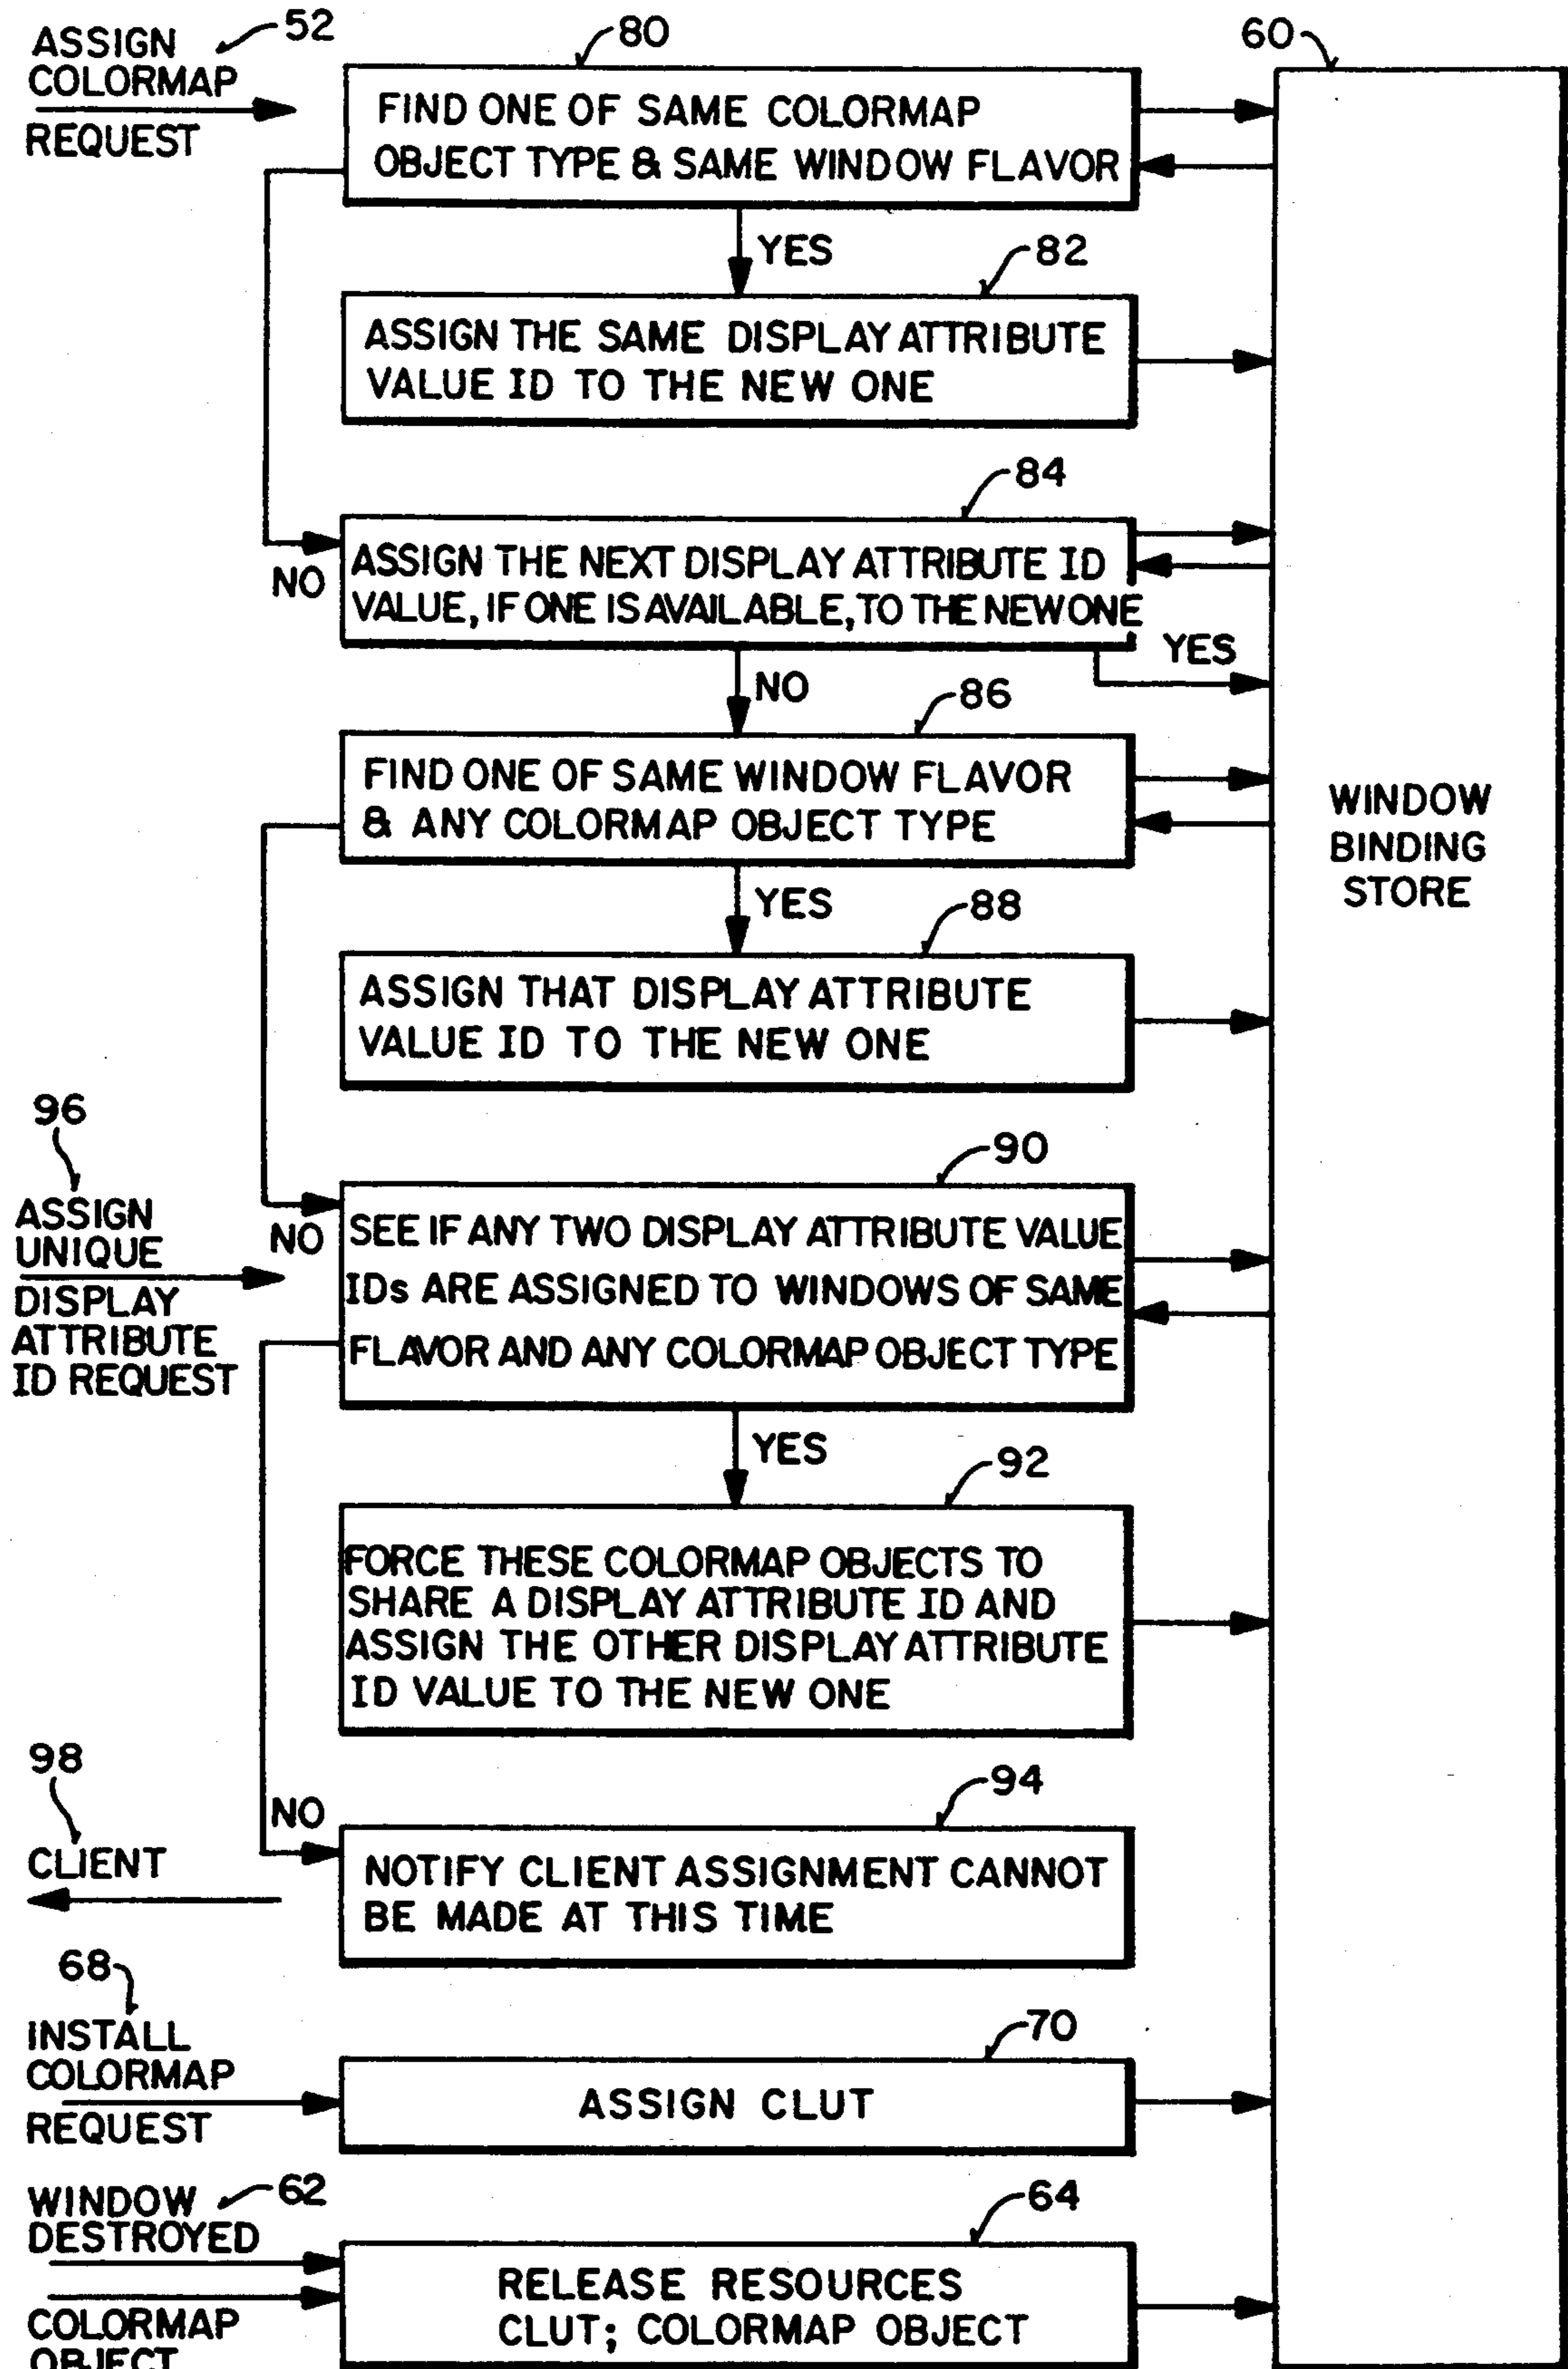 ASSIGN
COLORMAP
REQUEST
52
80
60
FIND ONE OF SAME COLORMAP
OBJECT TYPE & SAME WINDOW FLAVOR
YES
82
ASSIGN THE SAME DISPLAY ATTRIBUTE
VALUE ID TO THE NEW ONE
84
NO
ASSIGN THE NEXT DISPLAY ATTRIBUTE ID
VALUE, IF ONE IS AVAILABLE, TO THE NEW ONE
YES
NO
86
FIND ONE OF SAME WINDOW FLAVOR
& ANY COLORMAP OBJECT TYPE
WINDOW
BINDING
STORE
YES
88
ASSIGN THAT DISPLAY ATTRIBUTE
VALUE ID TO THE NEW ONE
96
ASSIGN
UNIQUE
DISPLAY
ATTRIBUTE
ID REQUEST
90
NO
SEE IF ANY TWO DISPLAY ATTRIBUTE VALUE
IDs ARE ASSIGNED TO WINDOWS OF SAME
FLAVOR AND ANY COLORMAP OBJECT TYPE
YES
92
FORCE THESE COLORMAP OBJECTS TO
SHARE A DISPLAY ATTRIBUTE ID AND
ASSIGN THE OTHER DISPLAY ATTRIBUTE
ID VALUE TO THE NEW ONE
98
CLIENT
94
NO
NOTIFY CLIENT ASSIGNMENT CANNOT
BE MADE AT THIS TIME
68
INSTALL
COLORMAP
REQUEST
70
ASSIGN CLUT
WINDOW
DESTROYED
62
64
RELEASE RESOURCES
CLUT; COLORMAP OBJECT
COLORMAP
OBJECT